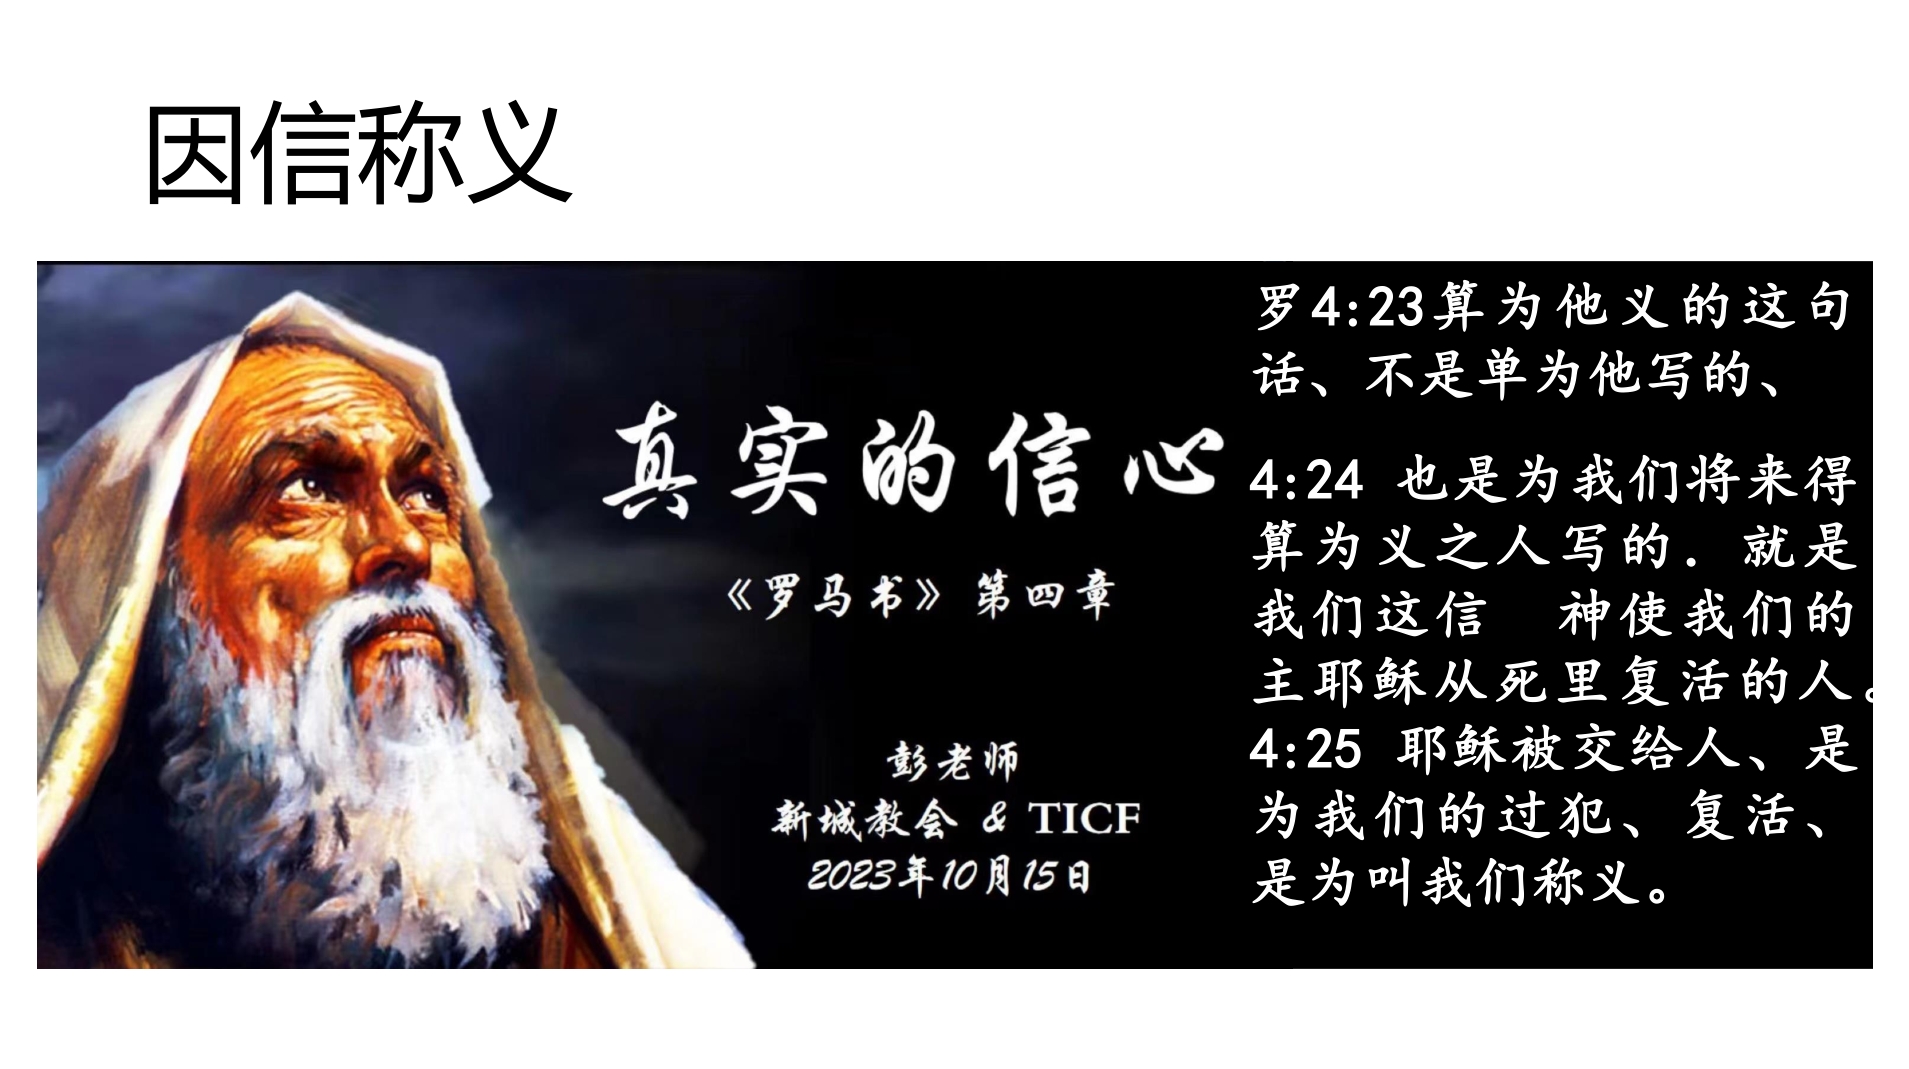 因信称义
真实的信心
《罗马书》 第四章
彭老师
新城教会 & TICF
2023年10月15日
罗4:23算为他义的这句
话、不是单为他写的、
4:24 也是为我们将来得
算为义之人写的．就是
我们这信　神使我们的
主耶稣从死里复活的人。
4:25 耶稣被交给人、是
为我们的过犯、复活、
是为叫我们称义。